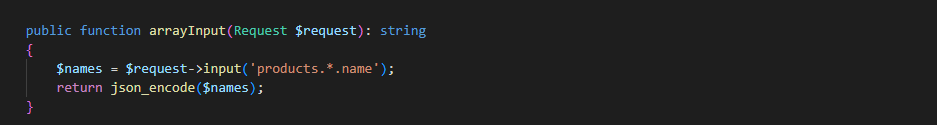 public function arrayInput(Request $request): string
{
    $names = $request->input('products.*.name');
    return json_encode($names);
}